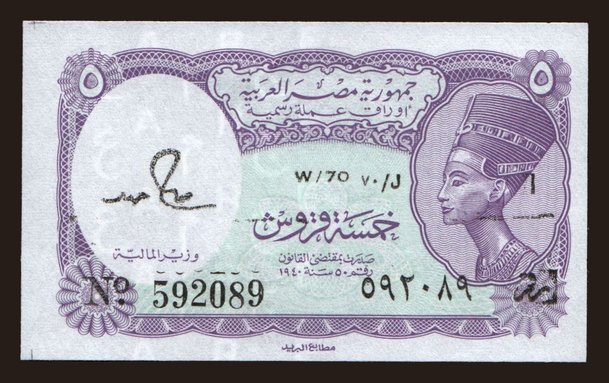 ٥ ٥
جمهورية مصر العربية
أوراق عملة رسمية
W/70 ٧٠/J
خمسة قروش
صدرت بمقتضى القانون
رقم ٥٠ سنة ١٩٤٠
وزير المالية
Nº 592089 ٥٩٢٠٨٩
مطابع البريد